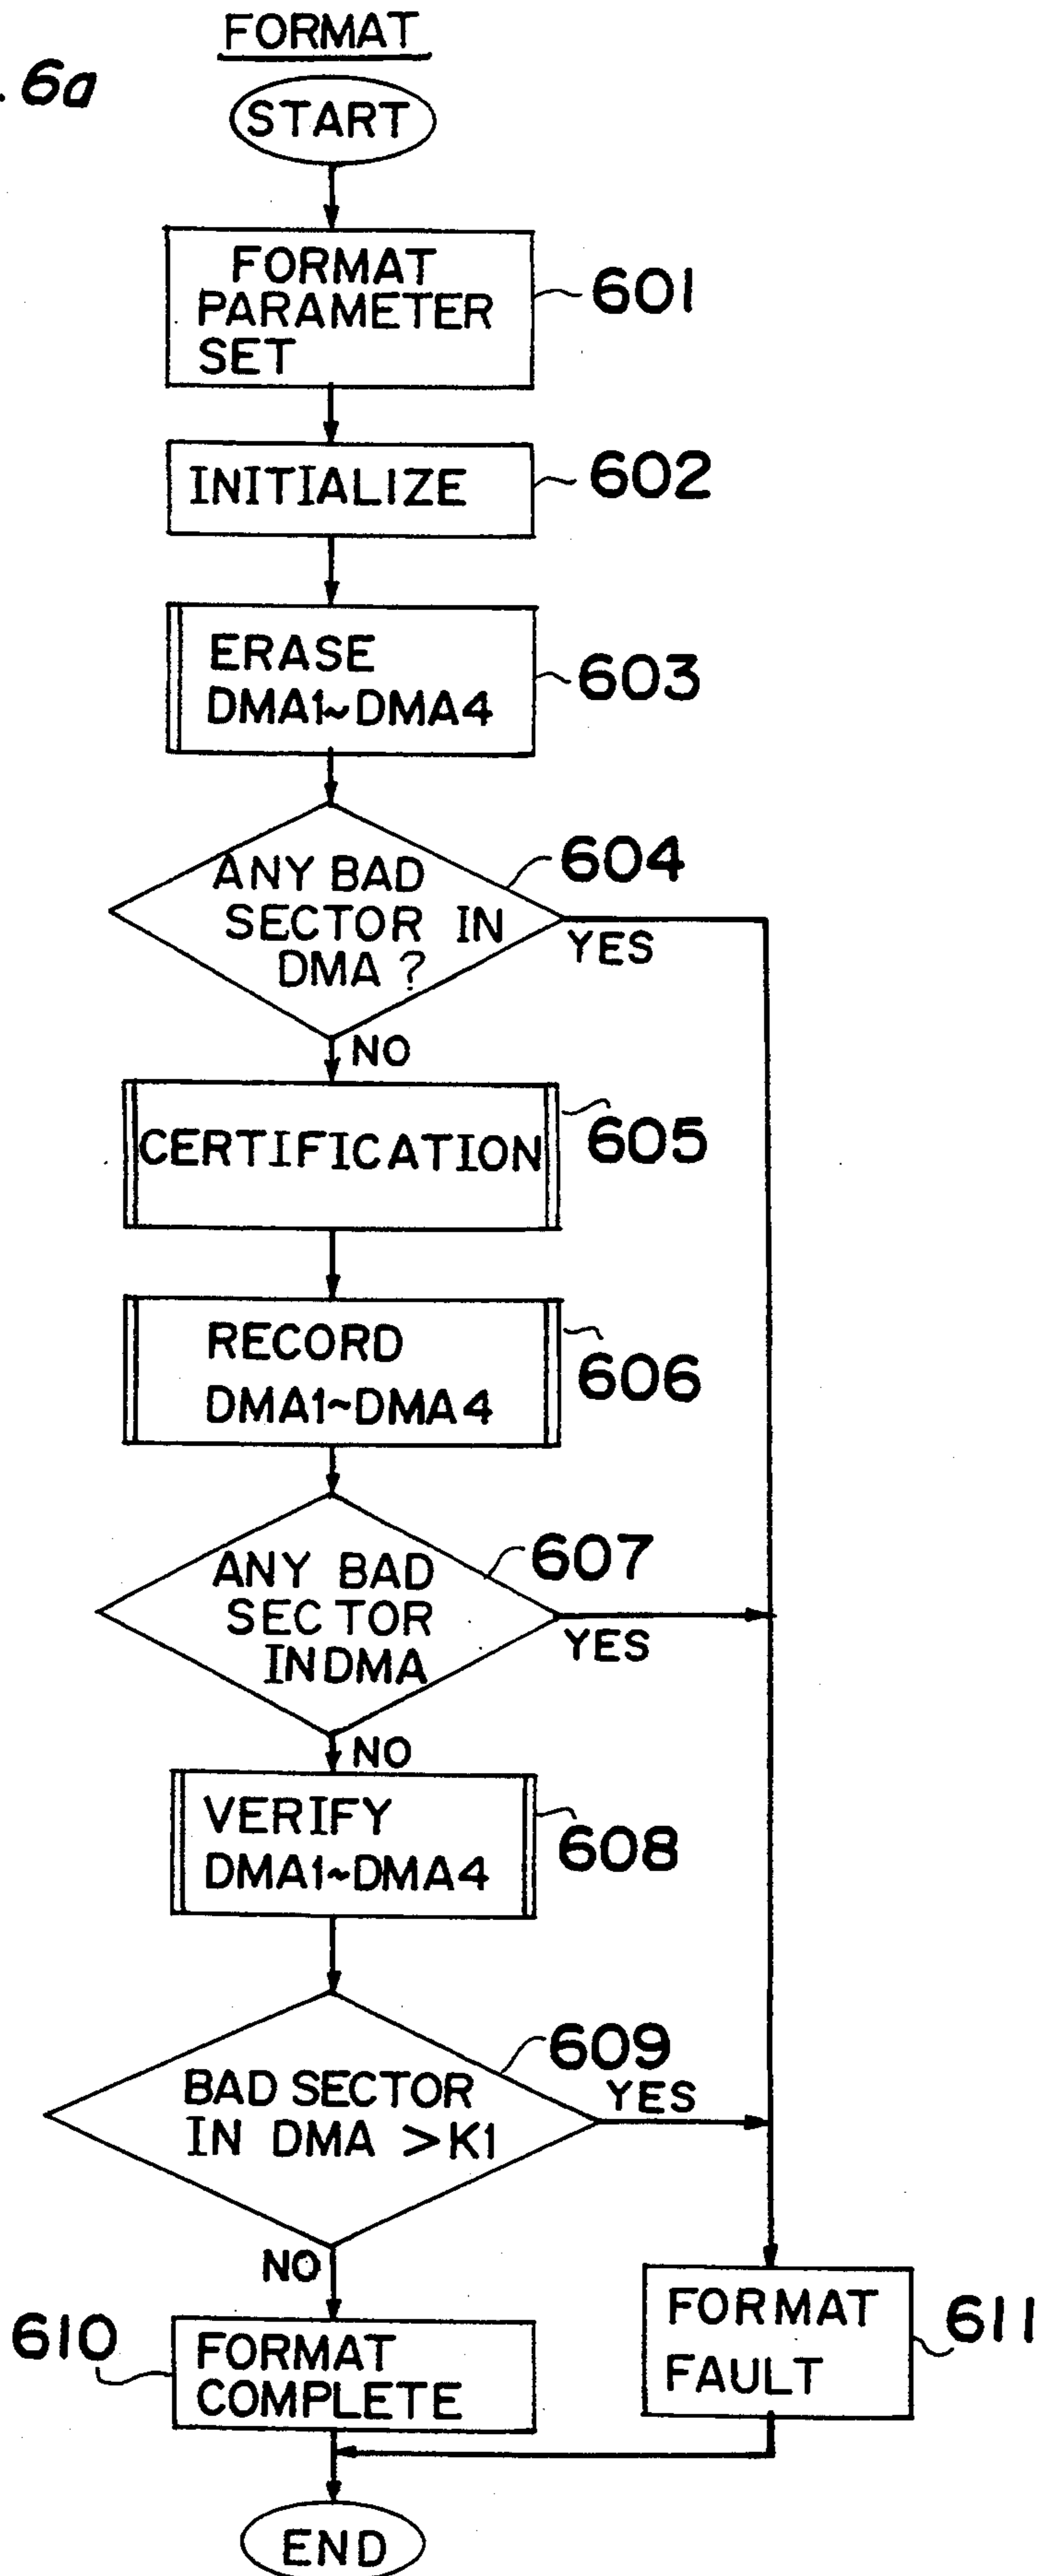 FORMAT
. 6a
START
FORMAT
PARAMETER
SET
601
INITIALIZE
602
ERASE
DMA1~DMA4
603
ANY BAD
SECTOR IN
DMA ?
604
YES
NO
CERTIFICATION
605
RECORD
DMA1~DMA4
606
ANY BAD
SECTOR
IN DMA
607
YES
NO
VERIFY
DMA1~DMA4
608
BAD SECTOR
IN DMA >K1
609
YES
NO
FORMAT
COMPLETE
610
FORMAT
FAULT
611
END